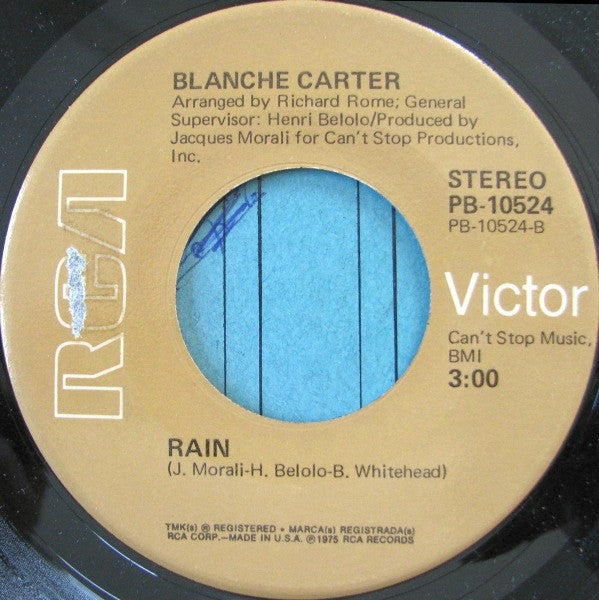 BLANCHE CARTER
Arranged by Richard Rome; General
Supervisor: Henri Belolo/Produced by
Jacques Morali for Can't Stop Productions,
Inc.
STEREO
PB-10524
PB-10524-B
RCA
Victor
Can't Stop Music,
BMI
3:00
RAIN
(J. Morali-H. Belolo-B. Whitehead)
TMK(s) ® REGISTERED • MARCA(s) REGISTRADA(s)
RCA CORP.—MADE IN U.S.A. ℗1975 RCA RECORDS